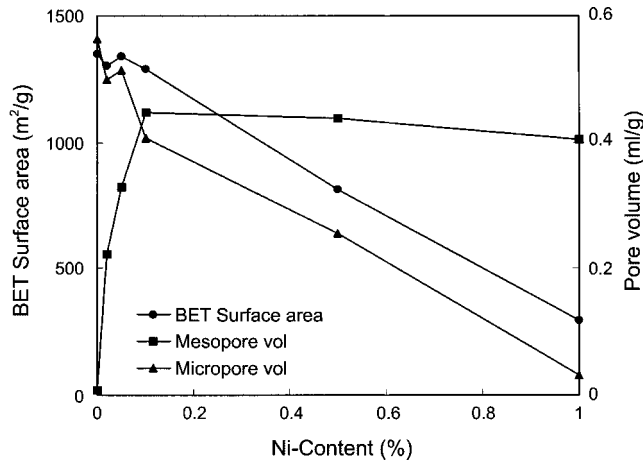 1500
1000
500
0
BET Surface area (m²/g)
BET Surface area
Mesopore vol
Micropore vol
0.6
0.4
0.2
0
Pore volume (ml/g)
0
0.2
0.4
0.6
0.8
1
Ni-Content (%)